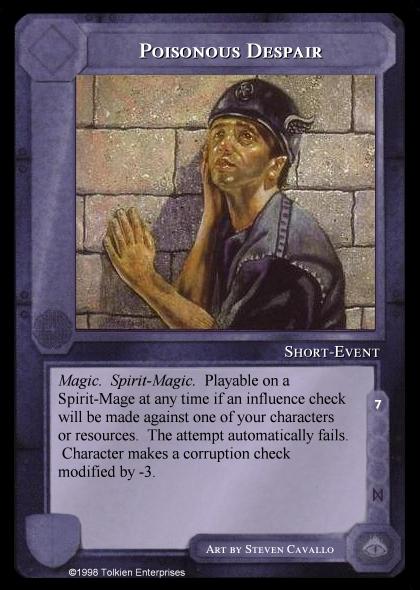 POISONOUS DESPAIR
SHORT-EVENT
Magic. Spirit-Magic. Playable on a
Spirit-Mage at any time if an influence check
will be made against one of your characters
or resources. The attempt automatically fails.
Character makes a corruption check
modified by -3.
7
ART BY STEVEN CAVALLO
©1998 Tolkien Enterprises